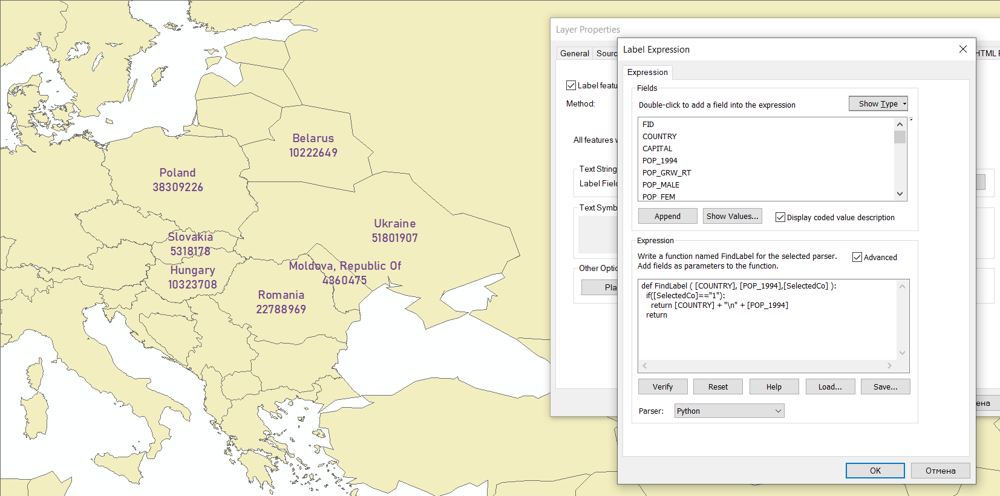 Belarus
10222649
Poland
38309226
Ukraine
51801907
Slovakia
5318178
Moldova, Republic Of
4360475
Hungary
10323708
Romania
22788969
Layer Properties
General
Sourc
HTML P
Label featu
Method:
All features w
Text String
Label Field
Text Symb
Other Optio
Pla
ена
Label Expression
Expression
Fields
Double-click to add a field into the expression
Show Type
FID
COUNTRY
CAPITAL
POP_1994
POP_GRW_RT
POP_MALE
POP_FEM
Append
Show Values...
Display coded value description
Expression
Write a function named FindLabel for the selected parser.
Add fields as parameters to the function.
Advanced
def FindLabel ( [COUNTRY], [POP_1994],[SelectedCo] ):
if([SelectedCo]=="1"):
return [COUNTRY] + "\n" + [POP_1994]
return
Verify
Reset
Help
Load...
Save...
Parser:
Python
OK
Отмена